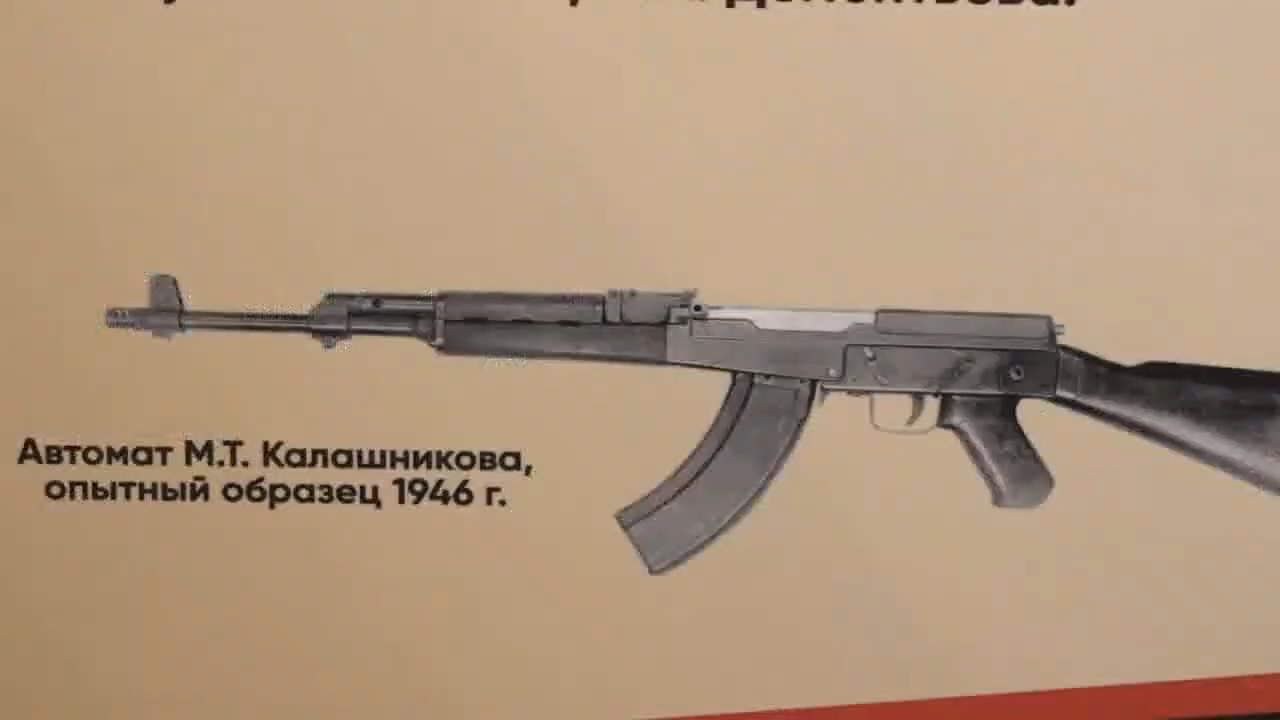 Автомат М.Т. Калашникова,
опытный образец 1946 г.